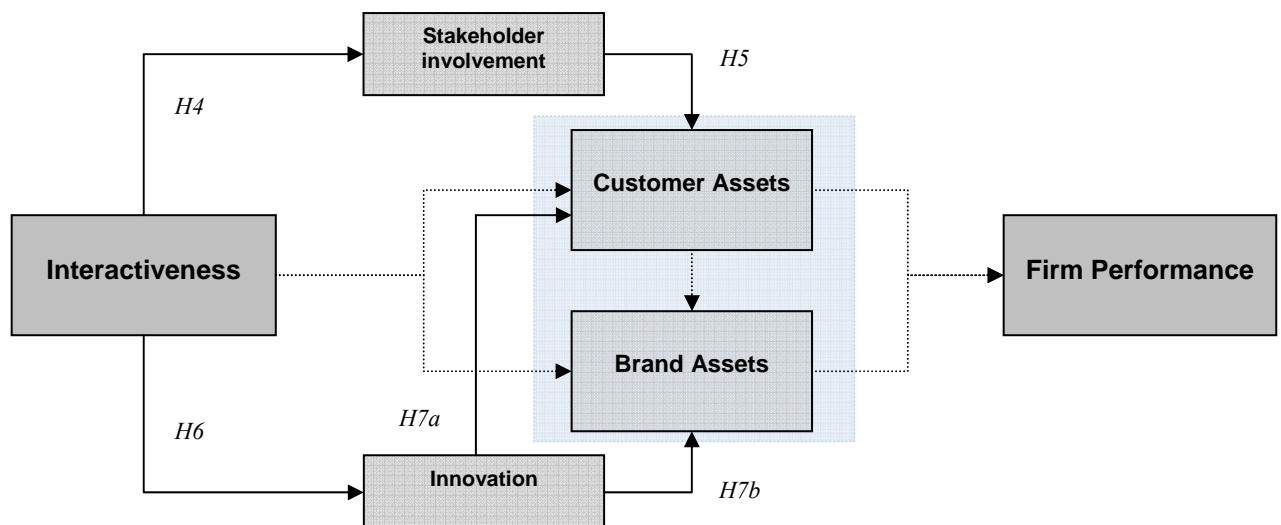 Stakeholder
involvement
H5
H4
Customer Assets
Interactiveness
Firm Performance
Brand Assets
H6
H7a
Innovation
H7b